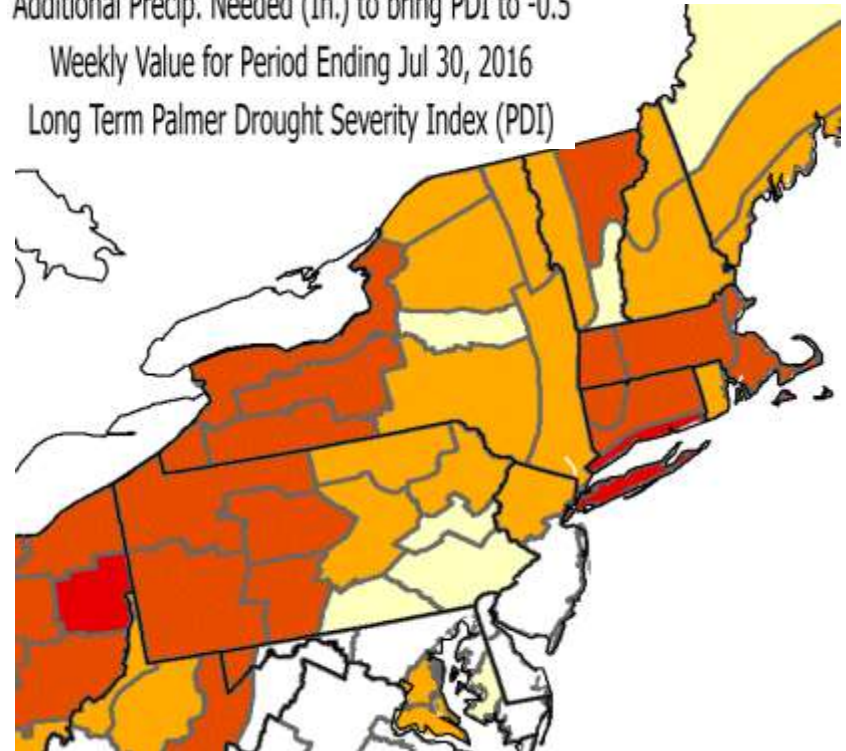 Additional Precip. Needed (In.) to bring PDI to -0.5
Weekly Value for Period Ending Jul 30, 2016
Long Term Palmer Drought Severity Index (PDI)